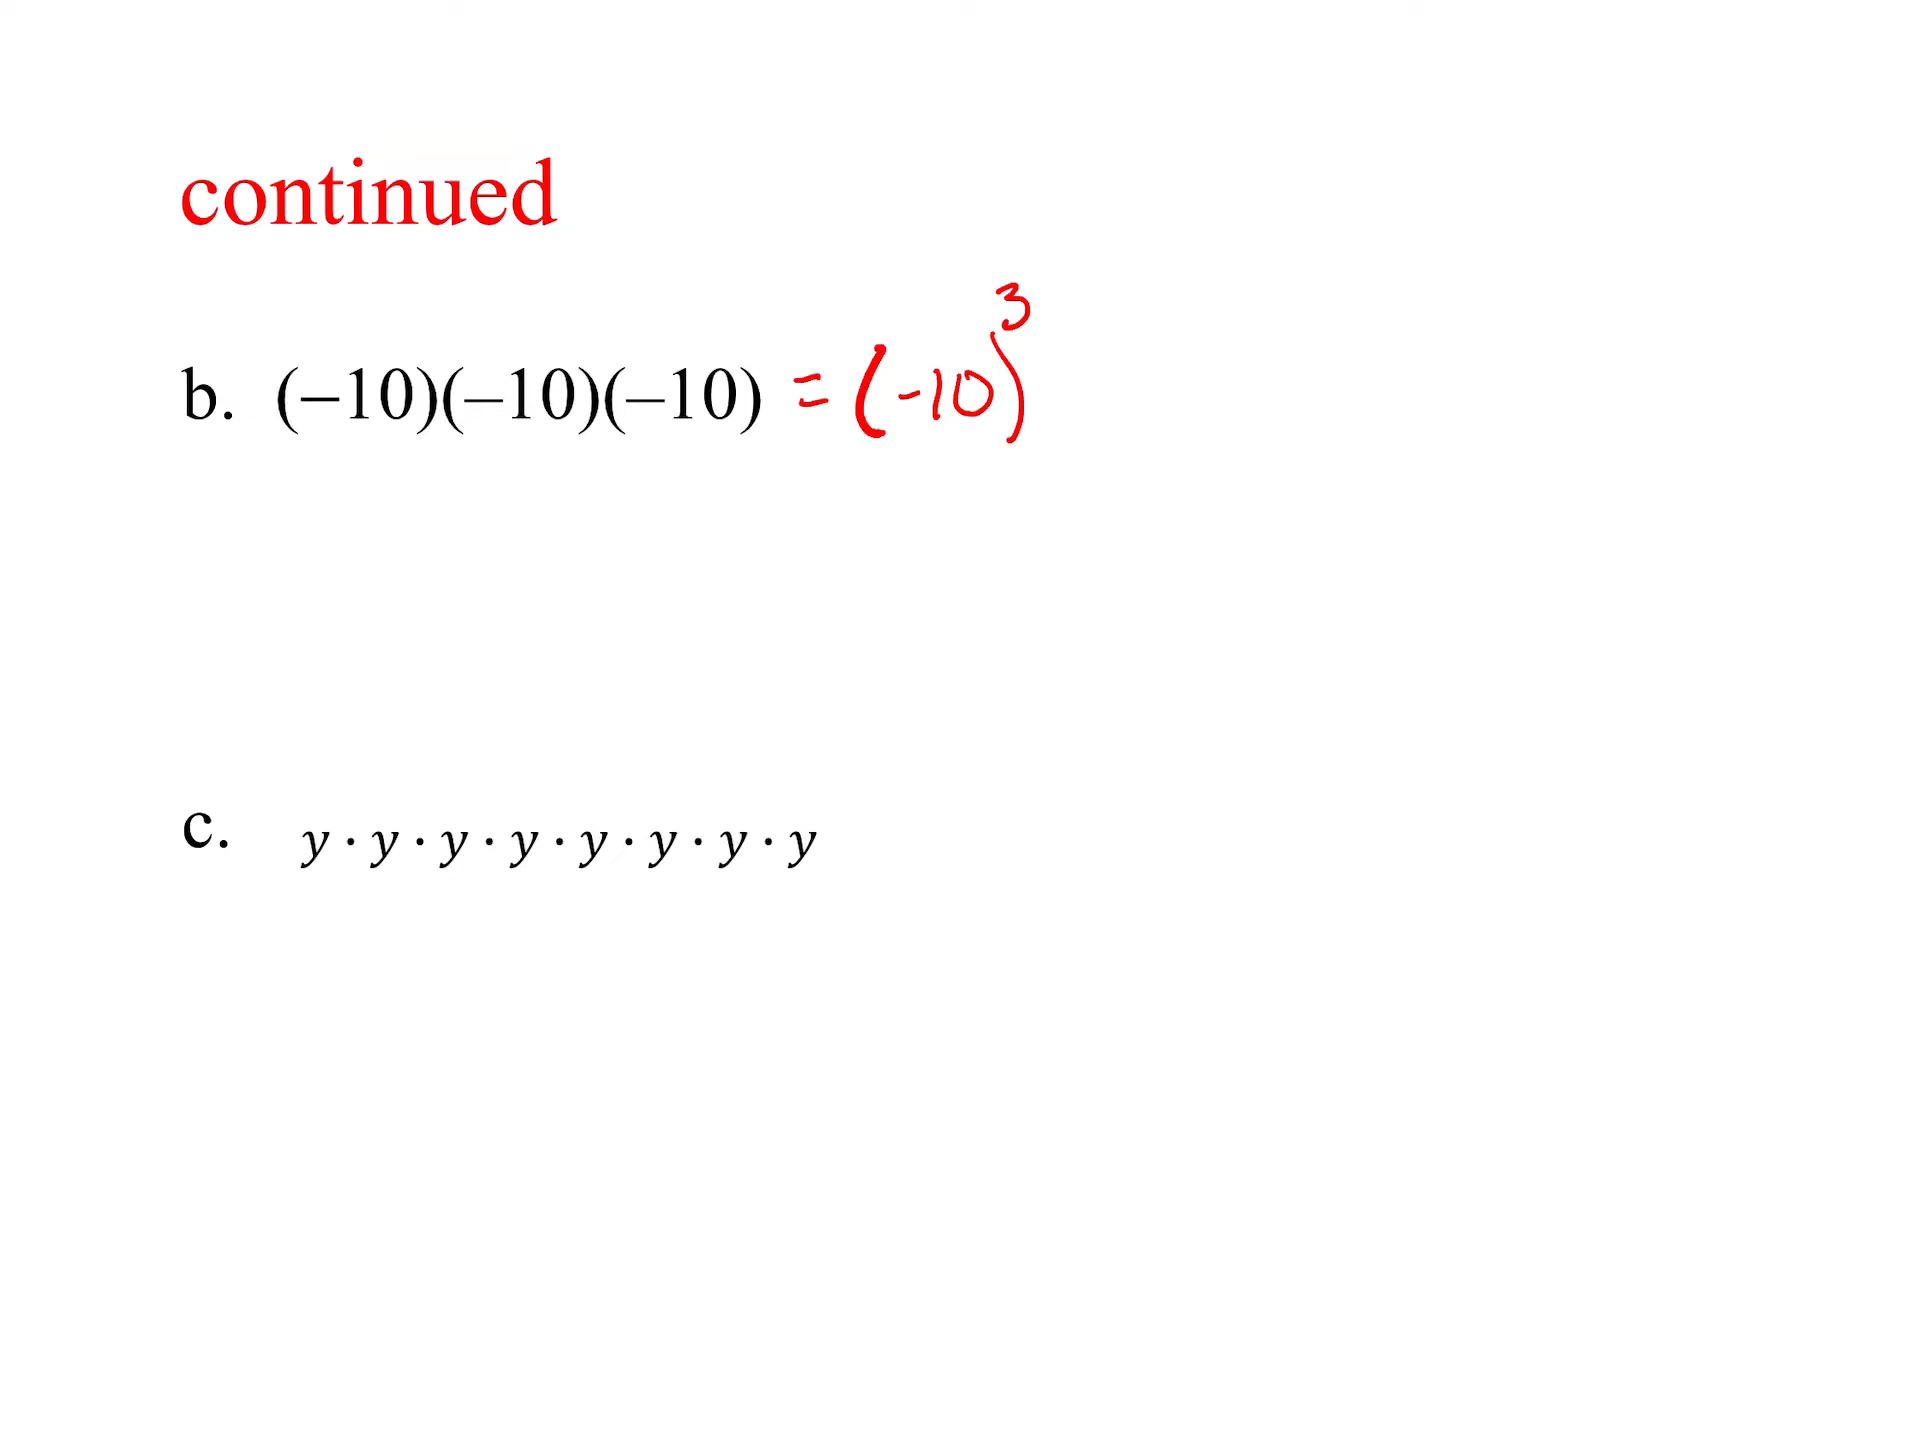 continued
b. (−10)(–10)(–10) = (-10)³
c. y · y · y · y · y · y · y · y